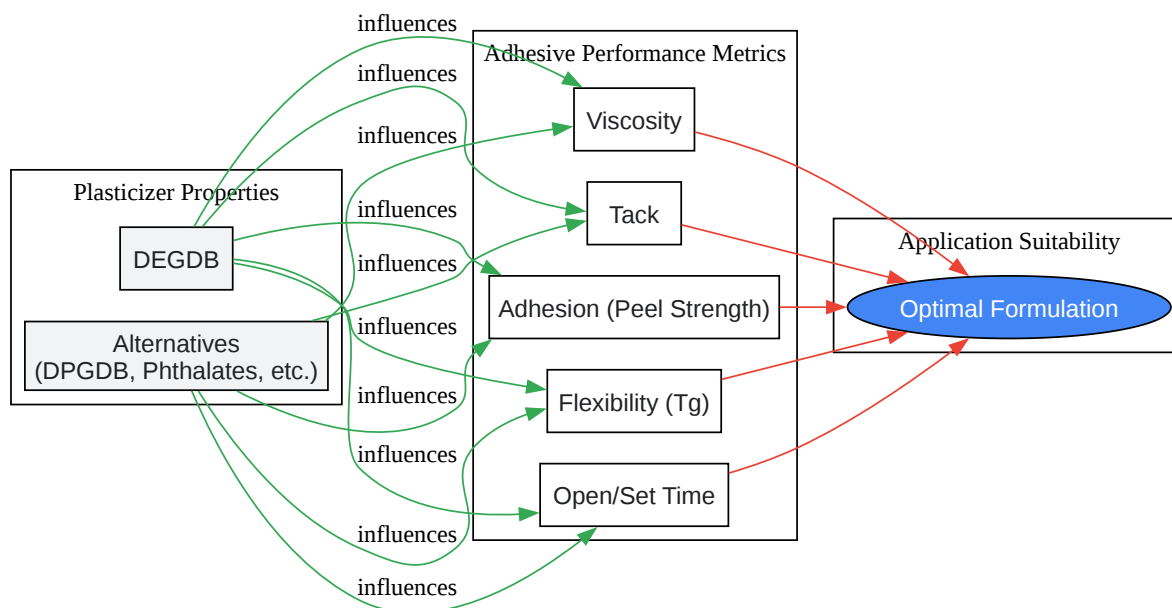 Plasticizer Properties
DEGDB
Alternatives
(DPGDB, Phthalates, etc.)
influences
influences
influences
influences
influences
influences
influences
influences
influences
influences
Adhesive Performance Metrics
Viscosity
Tack
Adhesion (Peel Strength)
Flexibility (Tg)
Open/Set Time
Application Suitability
Optimal Formulation